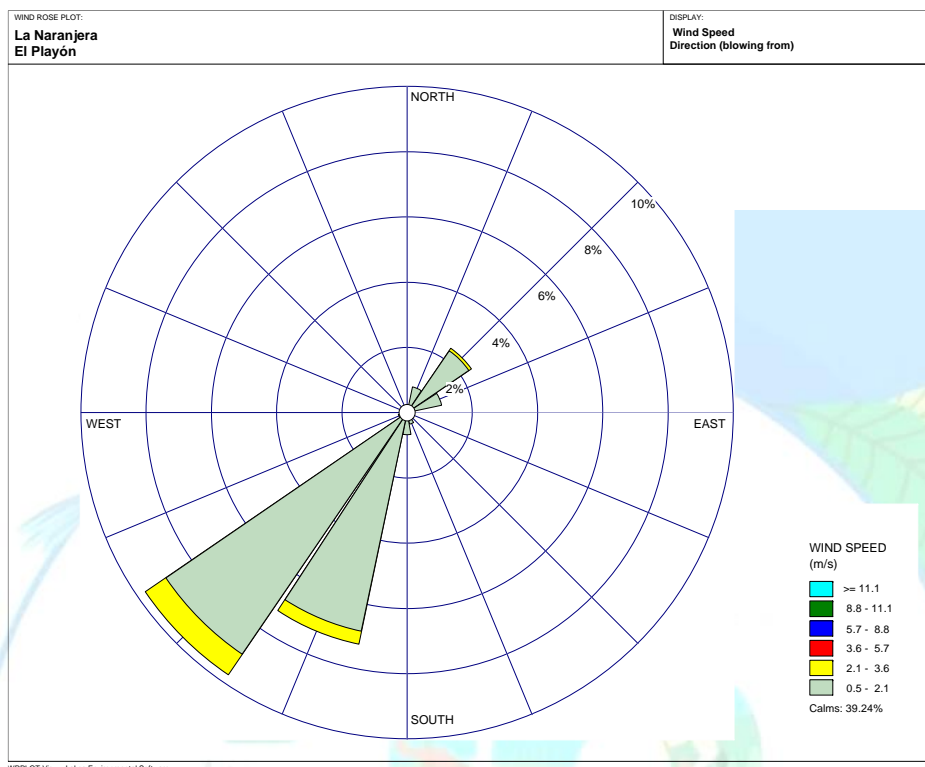 WIND ROSE PLOT:
La Naranjera
El Playón
DISPLAY:
Wind Speed
Direction (blowing from)
NORTH
10%
8%
6%
4%
2%
WEST
EAST
SOUTH
WIND SPEED
(m/s)
>= 11.1
8.8 - 11.1
5.7 - 8.8
3.6 - 5.7
2.1 - 3.6
0.5 - 2.1
Calms: 39.24%